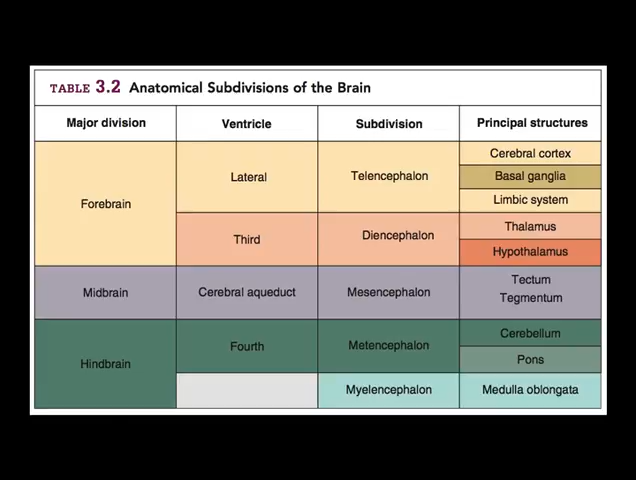 TABLE 3.2 Anatomical Subdivisions of the Brain
Major division Ventricle Subdivision Principal structures
Forebrain Lateral Telencephalon Cerebral cortex
Basal ganglia
Limbic system
Third Diencephalon Thalamus
Hypothalamus
Midbrain Cerebral aqueduct Mesencephalon Tectum
Tegmentum
Hindbrain Fourth Metencephalon Cerebellum
Pons
Myelencephalon Medulla oblongata